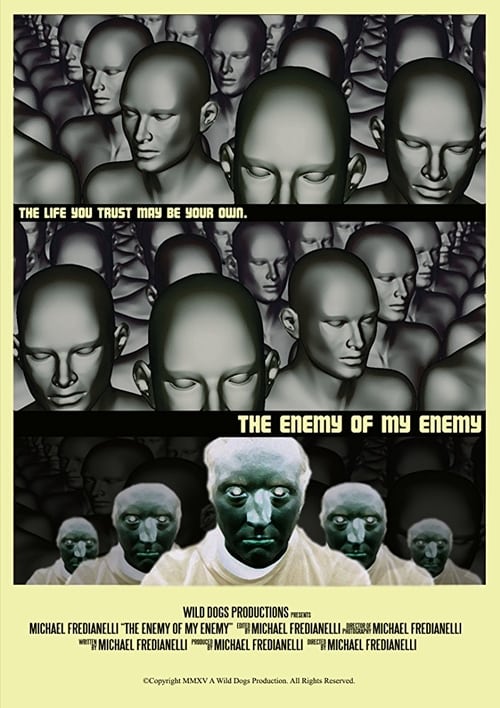 THE LIFE YOU TRUST MAY BE YOUR OWN.
THE ENEMY OF MY ENEMY
WILD DOGS PRODUCTIONS PRESENTS
MICHAEL FREDIANELLI "THE ENEMY OF MY ENEMY" EDITED BY MICHAEL FREDIANELLI DIRECTOR OF PHOTOGRAPHY MICHAEL FREDIANELLI
WRITTEN BY MICHAEL FREDIANELLI PRODUCED BY MICHAEL FREDIANELLI DIRECTED BY MICHAEL FREDIANELLI
©Copyright MMXV A Wild Dogs Production. All Rights Reserved.